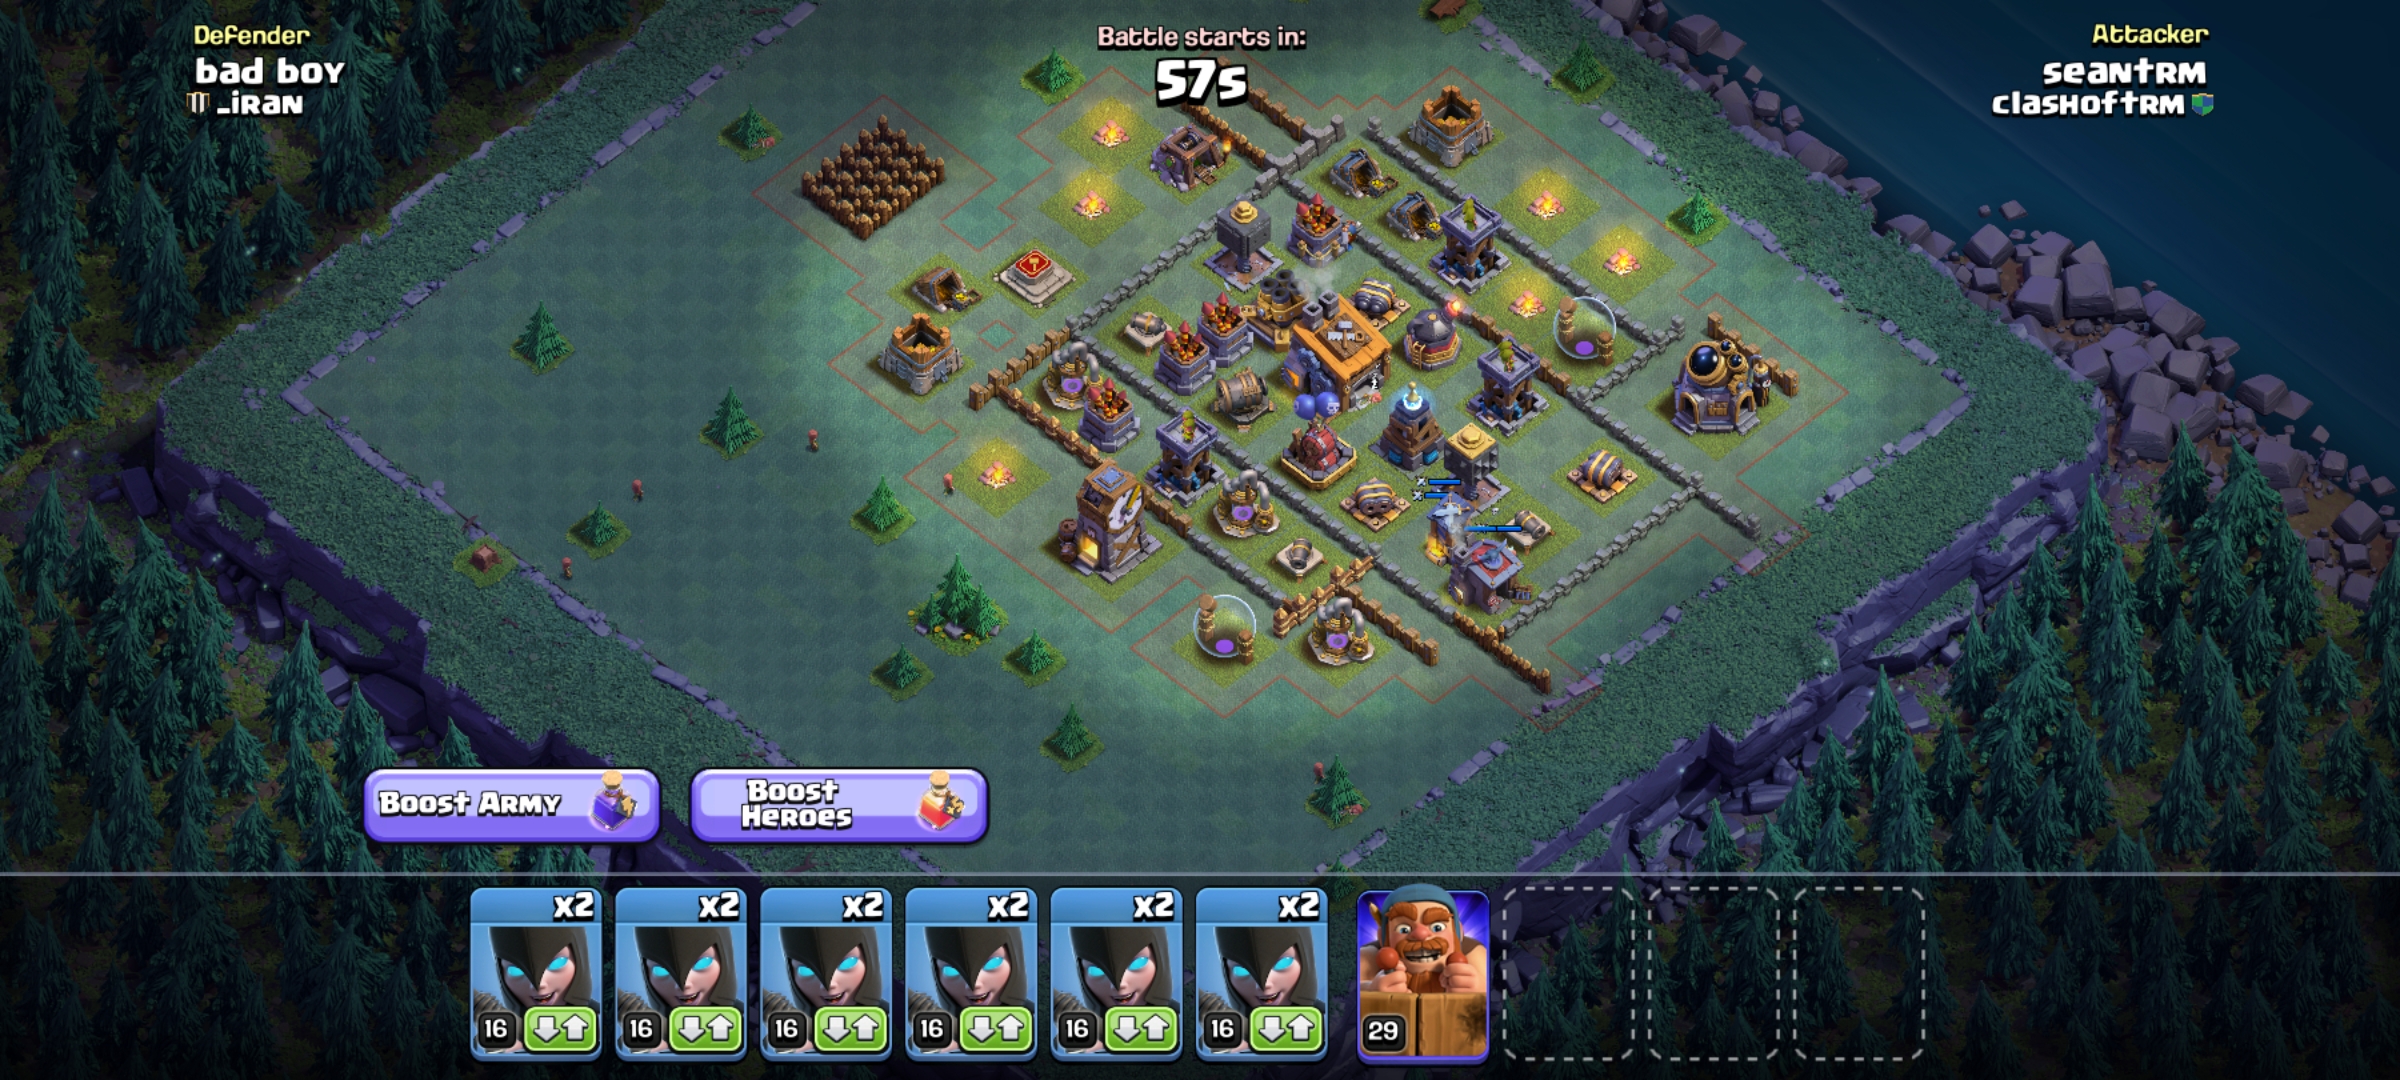 Defender
bad boy
_iRAN
Battle starts in:
57s
Attacker
seantRM
clashoftRM
Boost Army
Boost
Heroes
x2
x2
x2
x2
x2
x2
16
16
16
16
16
16
29